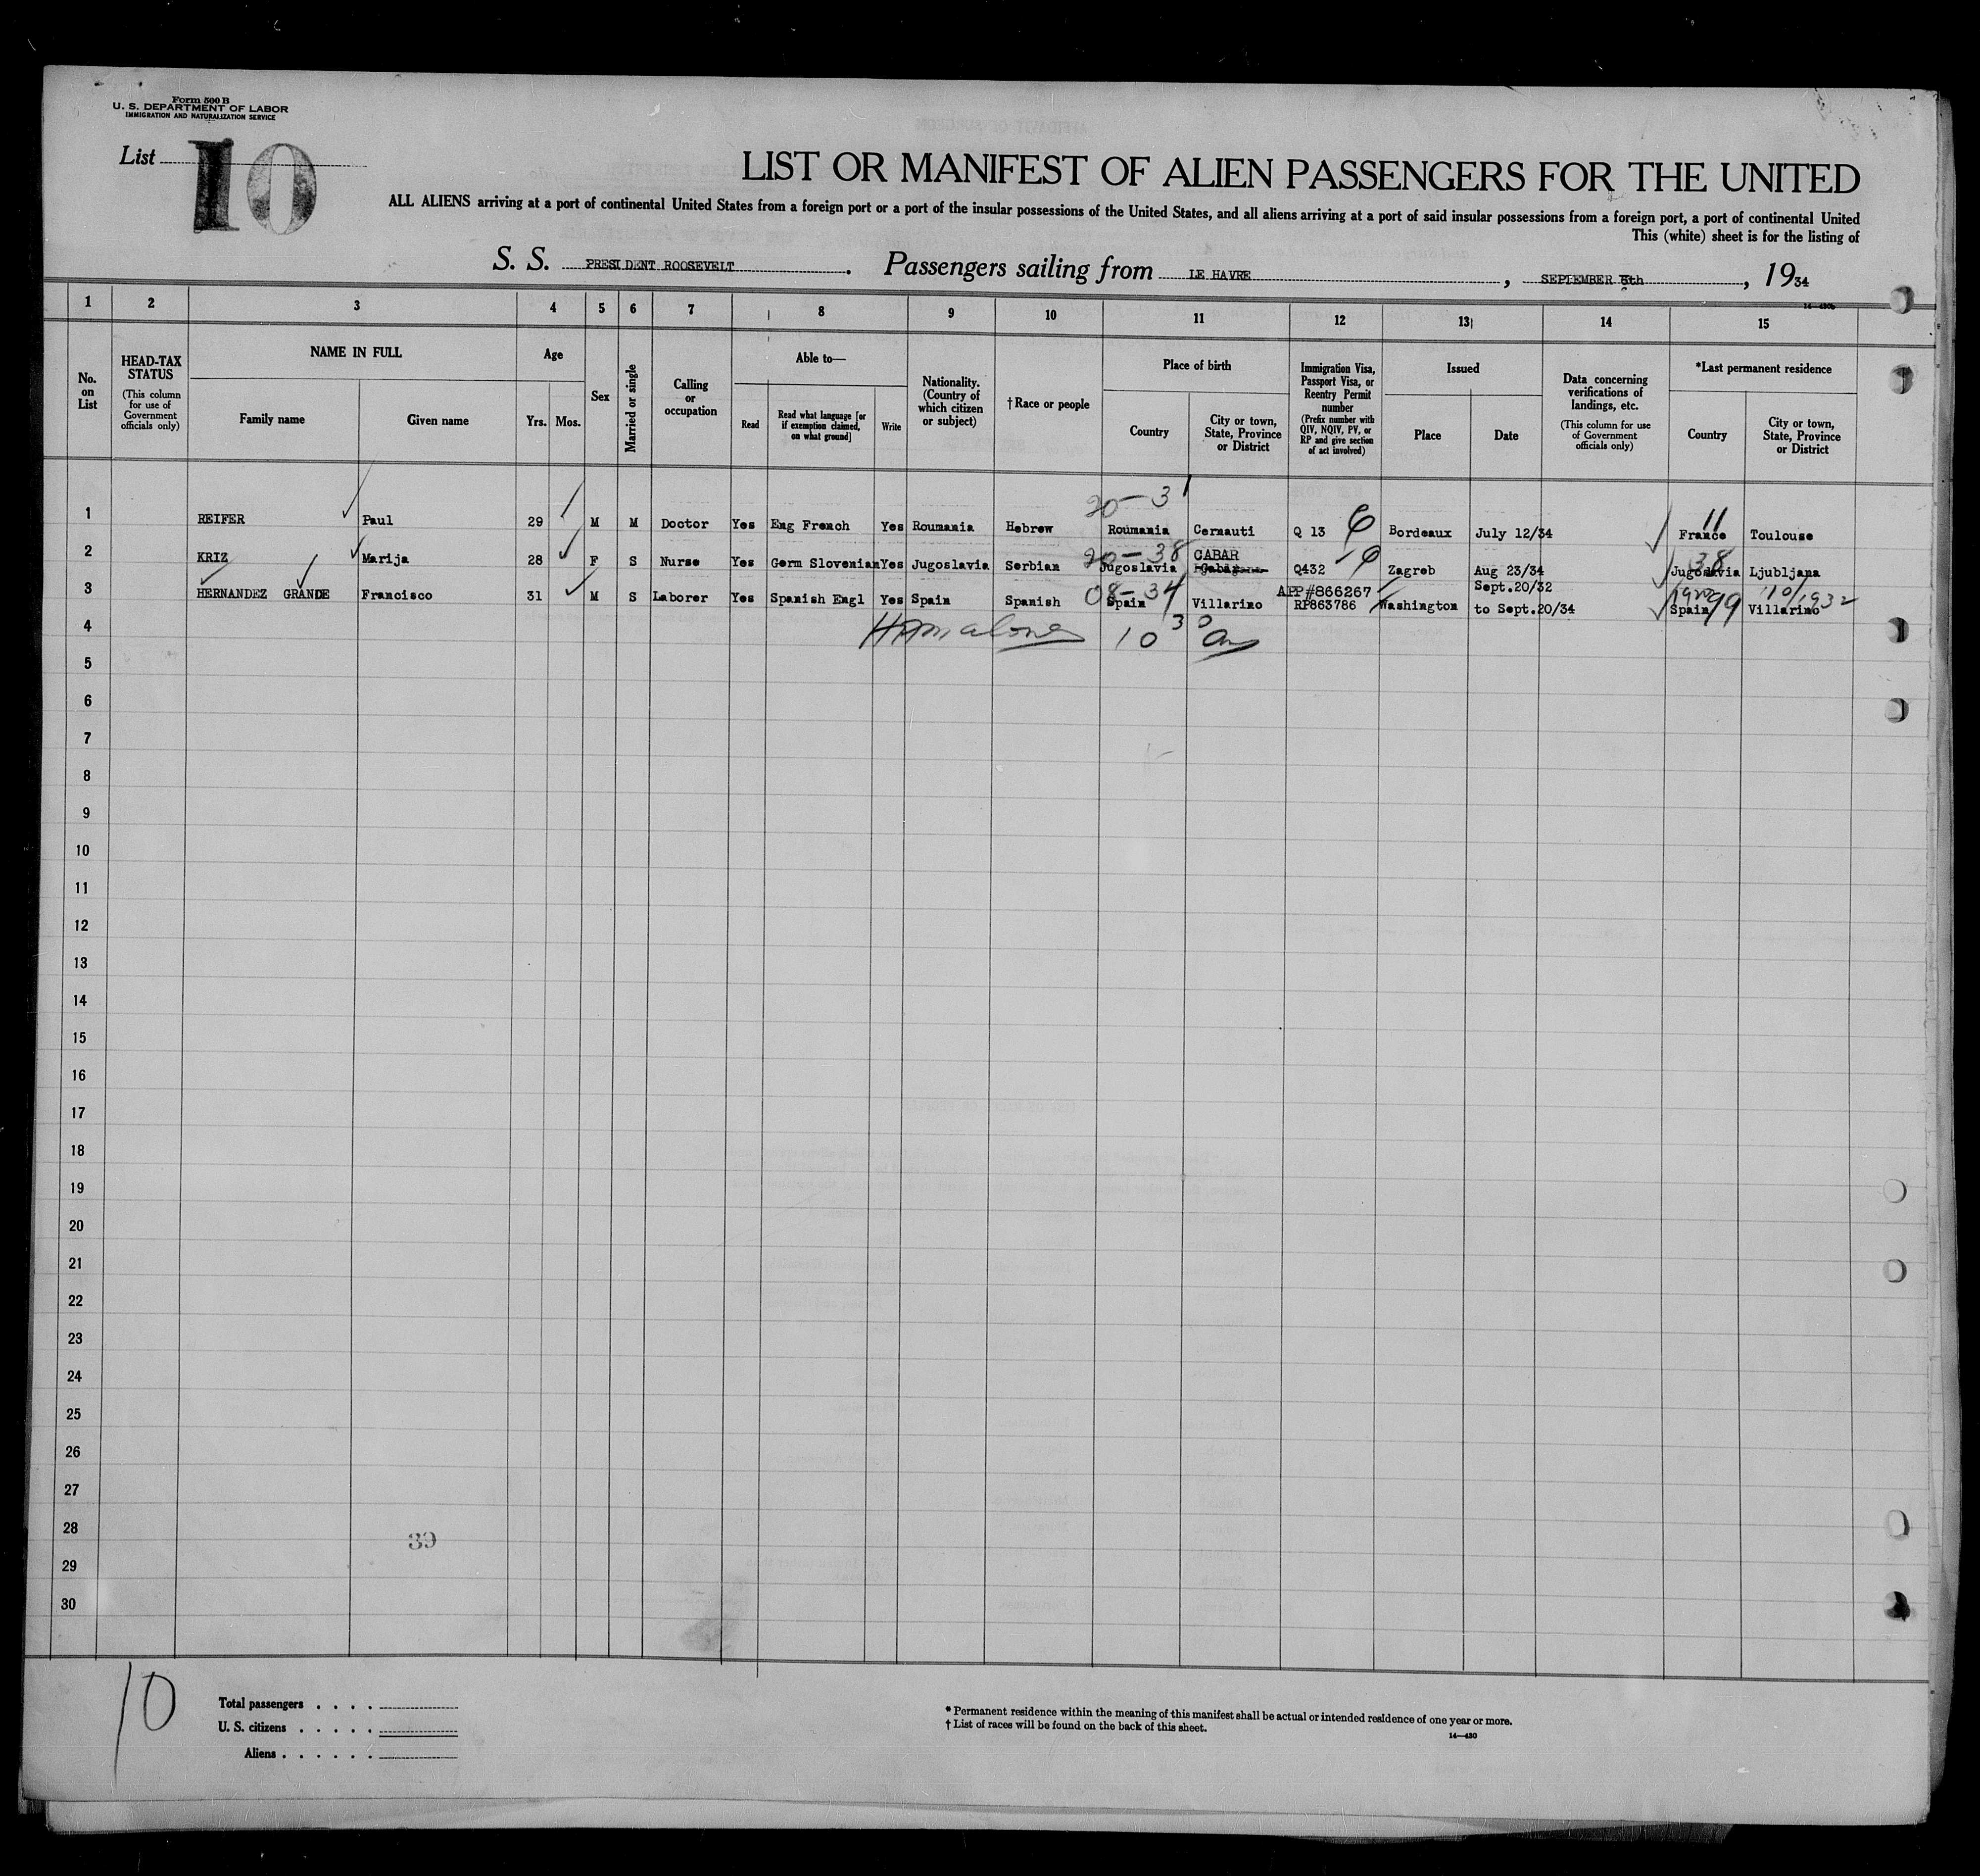 Form 500 B
U. S. DEPARTMENT OF LABOR
IMMIGRATION AND NATURALIZATION SERVICE
List 10
LIST OR MANIFEST OF ALIEN PASSENGERS FOR THE UNITED
ALL ALIENS arriving at a port of continental United States from a foreign port or a port of the insular possessions of the United States, and all aliens arriving at a port of said insular possessions from a foreign port, a port of continental United
This (white) sheet is for the listing of
S. S. PRESIDENT ROOSEVELT. Passengers sailing from LE HAVRE, SEPTEMBER th, 1934
1 2 3 4 5 6 7 8 9 10 11 12 13 14 15
No. on List
HEAD-TAX STATUS (This column for use of Government officials only)
NAME IN FULL
Family name
Given name
Age
Yrs. Mos.
Sex
Married or single
Calling or occupation
Able to—
Read
Read what language [or if exemption claimed, on what ground]
Write
Nationality. (Country of which citizen or subject)
†Race or people
Place of birth
Country
City or town, State, Province or District
Immigration Visa, Passport Visa, or Reentry Permit number (Prefix number with QIV, NQIV, PV, or RP and give section of act involved)
Issued
Place
Date
Data concerning verifications of landings, etc. (This column for use of Government officials only)
*Last permanent residence
Country
City or town, State, Province or District
20-31
11
1 REIFER Paul 29 M M Doctor Yes Eng French Yes Roumania Hebrew Roumania Cernauti Q 13 Bordeaux July 12/34 France Toulouse
20-38 CABAR 38
2 KRIZ Marija 28 F S Nurse Yes Germ Slovenian Yes Jugoslavia Serbian Jugoslavia Q432 Zagreb Aug 23/34 Jugoslavia Ljubljana
08-34 APP#866267 Sept.20/32 10/1932
3 HERNANDEZ GRANDE Francisco 31 M S Laborer Yes Spanish Engl Yes Spain Spanish Spain Villarino RP863786 Washington to Sept.20/34 Spain 99 Villarino
4 10 30 am
5
6
7
8
9
10
11
12
13
14
15
16
17
18
19
20
21
22
23
24
25
26
27
28
39
29
30
10
Total passengers . . . .
U. S. citizens . . . . .
Aliens . . . . . .
* Permanent residence within the meaning of this manifest shall be actual or intended residence of one year or more.
† List of races will be found on the back of this sheet.
14—430